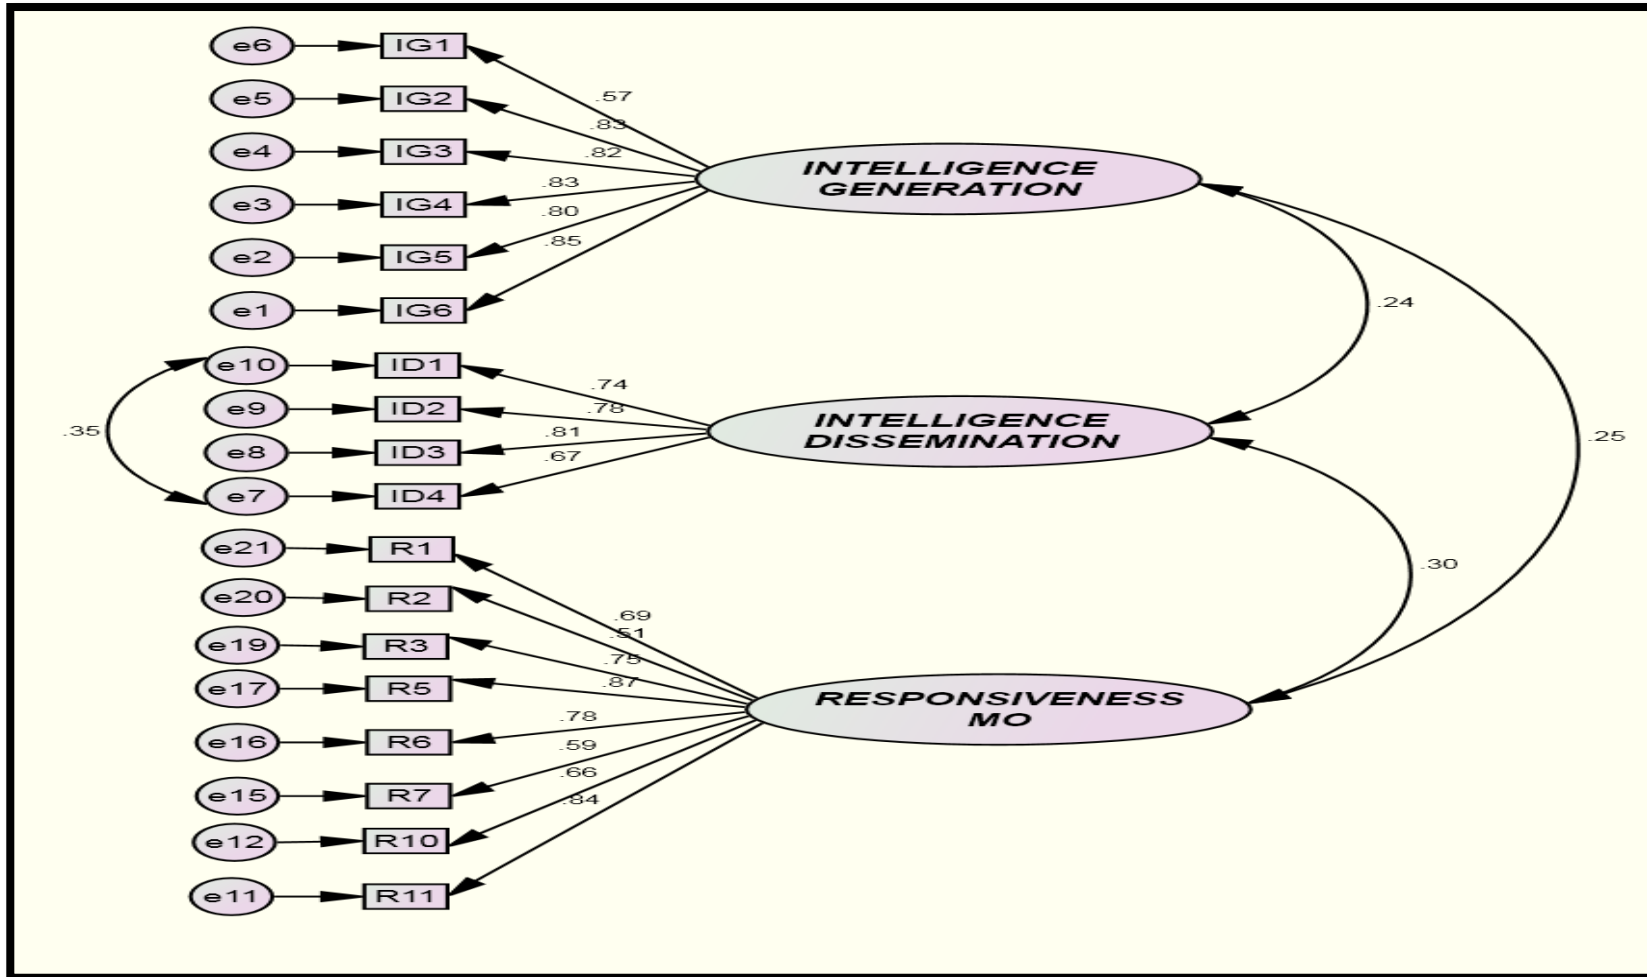 e6 IG1
.57
e5 IG2
.83
e4 IG3
.82
INTELLIGENCE
GENERATION
.83
e3 IG4
.80
.85
e2 IG5
e1 IG6
.24
e10 ID1
.74
e9 ID2
.78
INTELLIGENCE
DISSEMINATION
.35
.81
.25
e8 ID3
.67
e7 ID4
e21 R1
.30
e20 R2
.69
.51
e19 R3
.75
e17 R5
.87
RESPONSIVENESS
MO
.78
e16 R6
.59
.66
e15 R7
.84
e12 R10
e11 R11